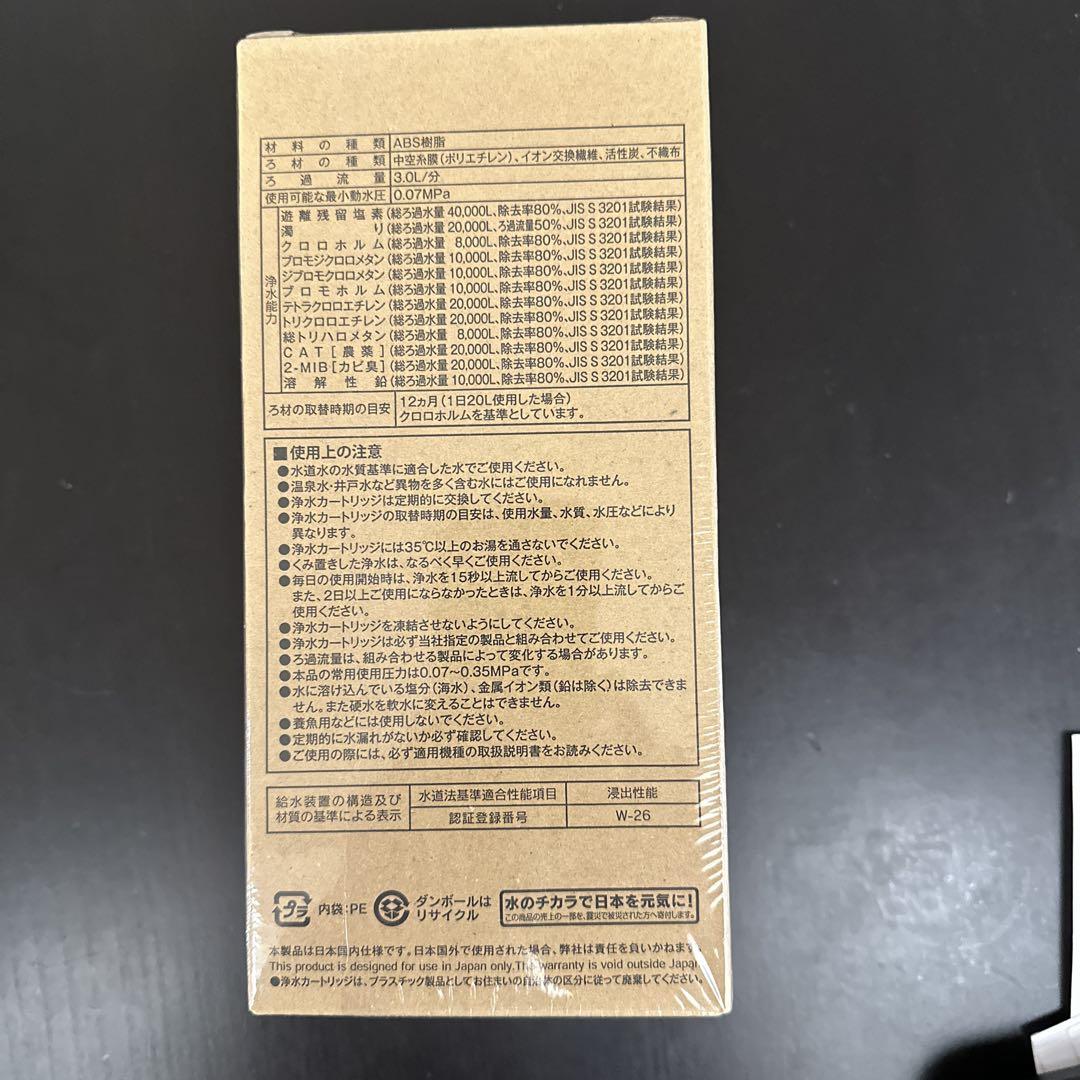 材料の種類 ABS樹脂
ろ材の種類 中空糸膜(ポリエチレン)、イオン交換繊維、活性炭、不織布
ろ過流量 3.0L/分
使用可能な最小動水圧 0.07MPa
浄水能力
遊離残留塩素(総ろ過水量 40,000L、除去率80%、JIS S 3201試験結果)
濁り(総ろ過水量 20,000L、ろ過流量50%、JIS S 3201試験結果)
クロロホルム(総ろ過水量 8,000L、除去率80%、JIS S 3201試験結果)
ブロモジクロロメタン(総ろ過水量 10,000L、除去率80%、JIS S 3201試験結果)
ジブロモクロロメタン(総ろ過水量 10,000L、除去率80%、JIS S 3201試験結果)
ブロモホルム(総ろ過水量 10,000L、除去率80%、JIS S 3201試験結果)
テトラクロロエチレン(総ろ過水量 20,000L、除去率80%、JIS S 3201試験結果)
トリクロロエチレン(総ろ過水量 20,000L、除去率80%、JIS S 3201試験結果)
総トリハロメタン(総ろ過水量 8,000L、除去率80%、JIS S 3201試験結果)
CAT[農薬](総ろ過水量 20,000L、除去率80%、JIS S 3201試験結果)
2-MIB[カビ臭](総ろ過水量 20,000L、除去率80%、JIS S 3201試験結果)
溶解性鉛(総ろ過水量 10,000L、除去率80%、JIS S 3201試験結果)
ろ材の取替時期の目安 12ヵ月(1日20L使用した場合)
クロロホルムを基準としています。
■使用上の注意
●水道水の水質基準に適合した水でご使用ください。
●温泉水・井戸水など異物を多く含む水にはご使用になれません。
●浄水カートリッジは定期的に交換してください。
●浄水カートリッジの取替時期の目安は、使用水量、水質、水圧などにより
異なります。
●浄水カートリッジには35℃以上のお湯を通さないでください。
●くみ置きした浄水は、なるべく早くご使用ください。
●毎日の使用開始時は、浄水を15秒以上流してからご使用ください。
また、2日以上ご使用にならなかったときは、浄水を1分以上流してからご
使用ください。
●浄水カートリッジを凍結させないようにしてください。
●浄水カートリッジは必ず当社指定の製品と組み合わせてご使用ください。
●ろ過流量は、組み合わせる製品によって変化する場合があります。
●本品の常用使用圧力は0.07〜0.35MPaです。
●水に溶け込んでいる塩分(海水)、金属イオン類(鉛は除く)は除去できま
せん。また硬水を軟水に変えることはできません。
●養魚用などには使用しないでください。
●定期的に水漏れがないか必ず確認してください。
●ご使用の際には、必ず適用機種の取扱説明書をお読みください。
給水装置の構造及び 水道法基準適合性能項目 浸出性能
材質の基準による表示 認証登録番号 W-26
プラ 内袋:PE ダンボールは
リサイクル
水のチカラで日本を元気に!
この商品の売上の一部を、震災で被災された方へ寄付します。
本製品は日本国内仕様です。日本国外で使用された場合、弊社は責任を負いかねます。
This product is designed for use in Japan only. The warranty is void outside Japan.
●浄水カートリッジは、プラスチック製品としてお住まいの自治体の区分に従って廃棄してください。